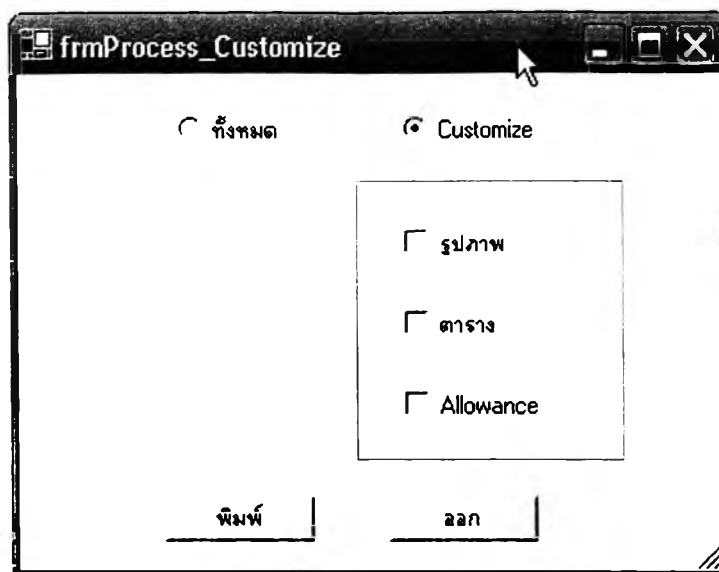 frmProcess_Customize
ทั้งหมด Customize
รูปภาพ
ตาราง
Allowance
พิมพ์ ออก